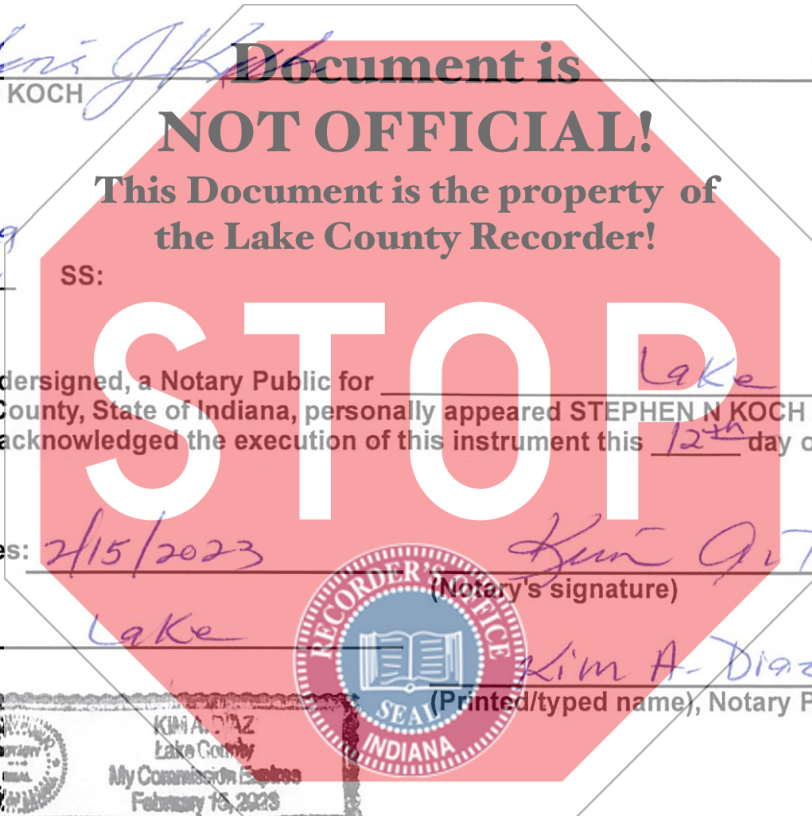 Document is
KOCH
NOT OFFICIAL!
This Document is the property of
the Lake County Recorder!
SS:
STOP
dersigned, a Notary Public for Lake
County, State of Indiana, personally appeared STEPHEN N KOCH
acknowledged the execution of this instrument this 12th day o
es: 2/15/2023
(Notary's signature)
Lake
Kim A. Diaz
(Printed/typed name), Notary P
RECORDER'S OFFICE
SEAL
INDIANA
KIM A. DIAZ
Lake County
My Commission Expires
February 15, 2023